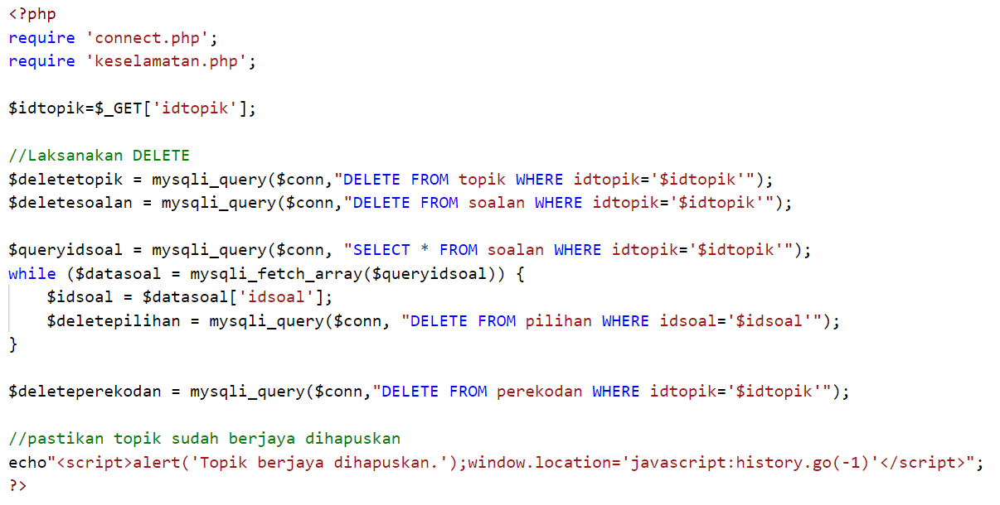 <?php
require 'connect.php';
require 'keselamatan.php';

$idtopik=$_GET['idtopik'];

//Laksanakan DELETE
$deletetopik = mysqli_query($conn,"DELETE FROM topik WHERE idtopik='$idtopik'");
$deletesoalan = mysqli_query($conn,"DELETE FROM soalan WHERE idtopik='$idtopik'");

$queryidsoal = mysqli_query($conn, "SELECT * FROM soalan WHERE idtopik='$idtopik'");
while ($datasoal = mysqli_fetch_array($queryidsoal)) {
    $idsoal = $datasoal['idsoal'];
    $deletepilihan = mysqli_query($conn, "DELETE FROM pilihan WHERE idsoal='$idsoal'");
}

$deleteperekodan = mysqli_query($conn,"DELETE FROM perekodan WHERE idtopik='$idtopik'");

//pastikan topik sudah berjaya dihapuskan
echo"<script>alert('Topik berjaya dihapuskan.');window.location='javascript:history.go(-1)'</script>";
?>